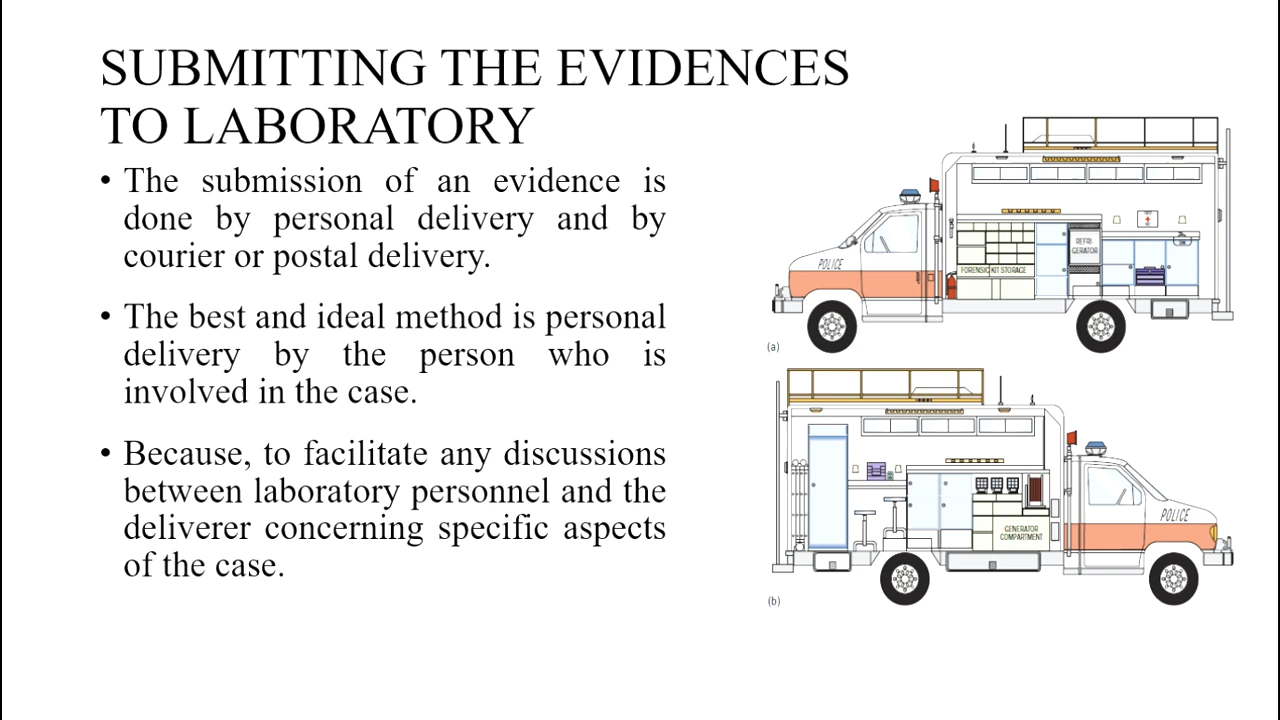 SUBMITTING THE EVIDENCES
TO LABORATORY
• The submission of an evidence is
done by personal delivery and by
courier or postal delivery.
• The best and ideal method is personal
delivery by the person who is
involved in the case.
• Because, to facilitate any discussions
between laboratory personnel and the
deliverer concerning specific aspects
of the case.
POLICE
FORENSIC KIT STORAGE
REFRI-
GERATOR
(a)
GENERATOR
COMPARTMENT
POLICE
(b)